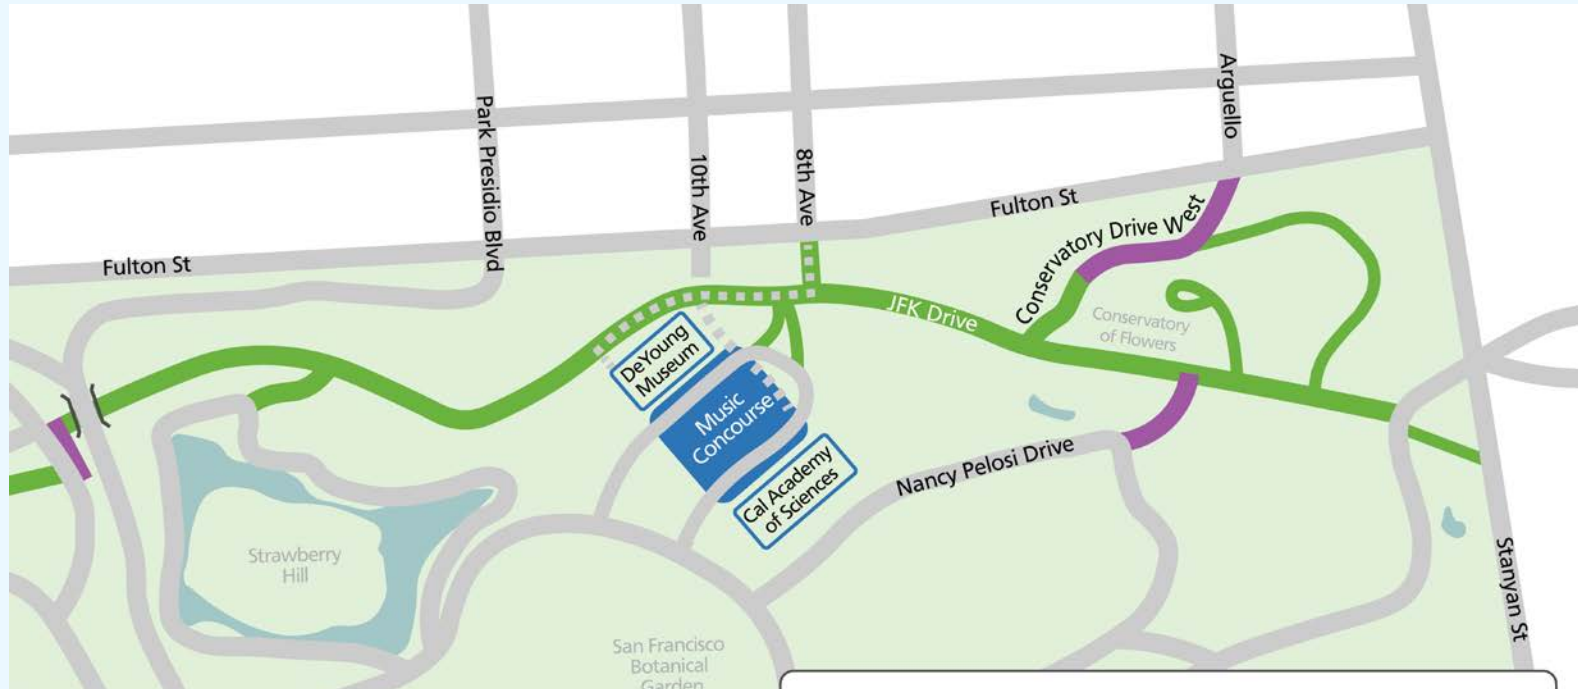 Park Presidio Blvd
10th Ave
8th Ave
Arguello
Fulton St
Fulton St
Conservatory Drive West
JFK Drive
Conservatory
of Flowers
De Young
Museum
Music
Concourse
Cal Academy
of Sciences
Nancy Pelosi Drive
Strawberry
Hill
Stanyan St
San Francisco
Botanical
Garden